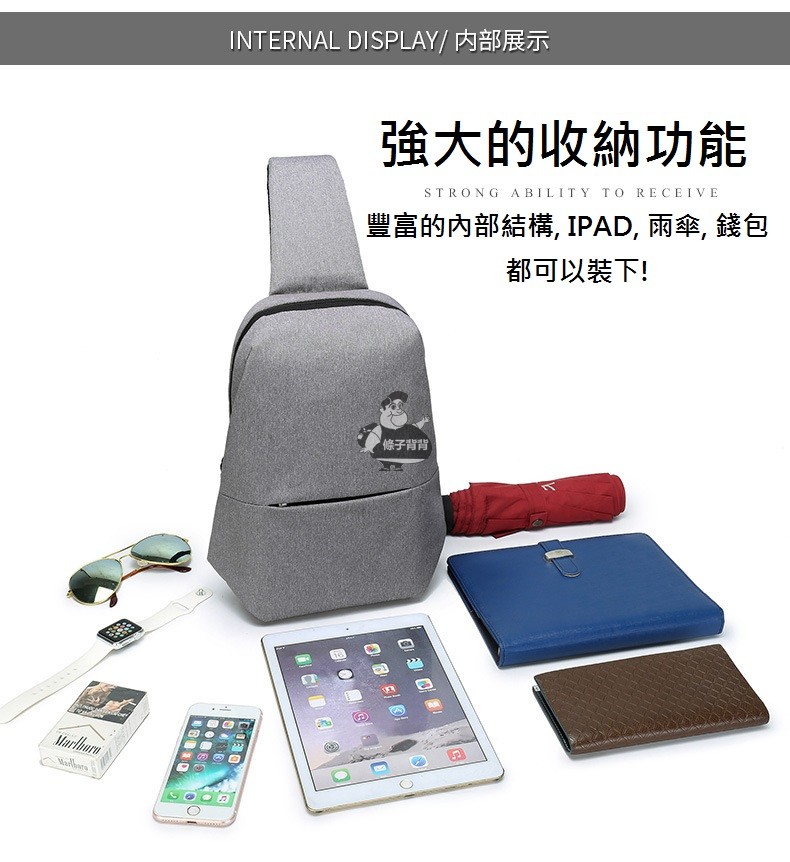 INTERNAL DISPLAY/ 内部展示
強大的收納功能
STRONG ABILITY TO RECEIVE
豐富的內部結構, IPAD, 雨傘, 錢包
都可以裝下!
條子背背
Marlboro
Marlboro